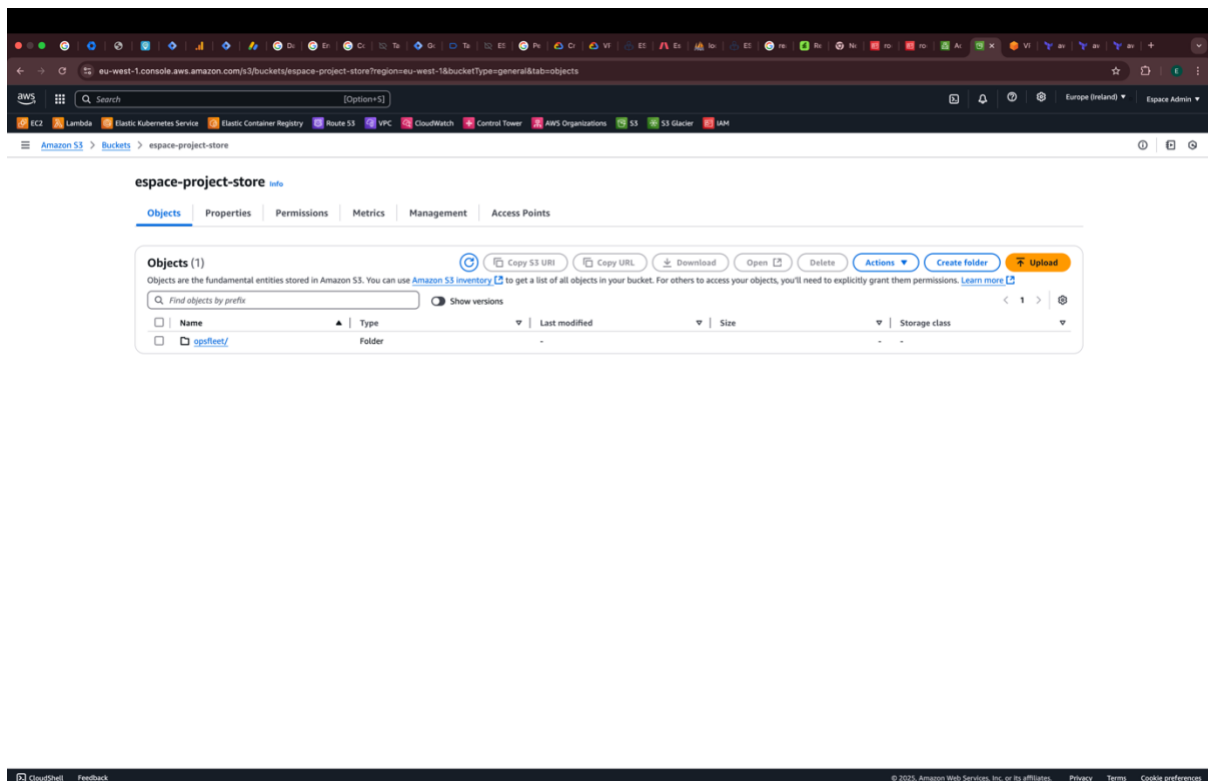 eu-west-1.console.aws.amazon.com/s3/buckets/espace-project-store?region=eu-west-1&bucketType=general&tab=objects
aws Search [Option+S] Europe (Ireland) Espace Admin
EC2 Lambda Elastic Kubernetes Service Elastic Container Registry Route 53 VPC CloudWatch Control Tower AWS Organizations S3 S3 Glacier IAM
Amazon S3 > Buckets > espace-project-store
espace-project-store Info
Objects Properties Permissions Metrics Management Access Points
Objects (1) Copy S3 URI Copy URL Download Open Delete Actions Create folder Upload
Objects are the fundamental entities stored in Amazon S3. You can use Amazon S3 inventory to get a list of all objects in your bucket. For others to access your objects, you'll need to explicitly grant them permissions. Learn more
Find objects by prefix Show versions < 1 >
Name Type Last modified Size Storage class
opsfleet/ Folder - - -
CloudShell Feedback © 2025, Amazon Web Services, Inc. or its affiliates. Privacy Terms Cookie preferences